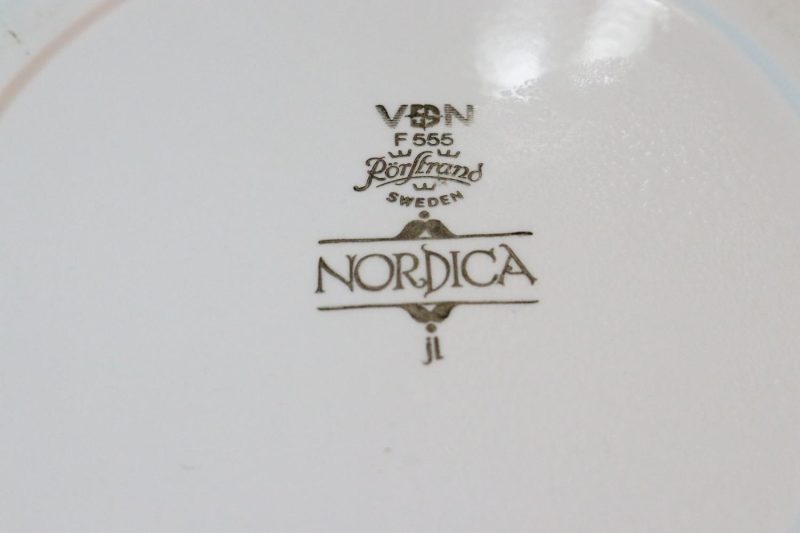 VDN
F 555
Rörstrand
SWEDEN
NORDICA
jl